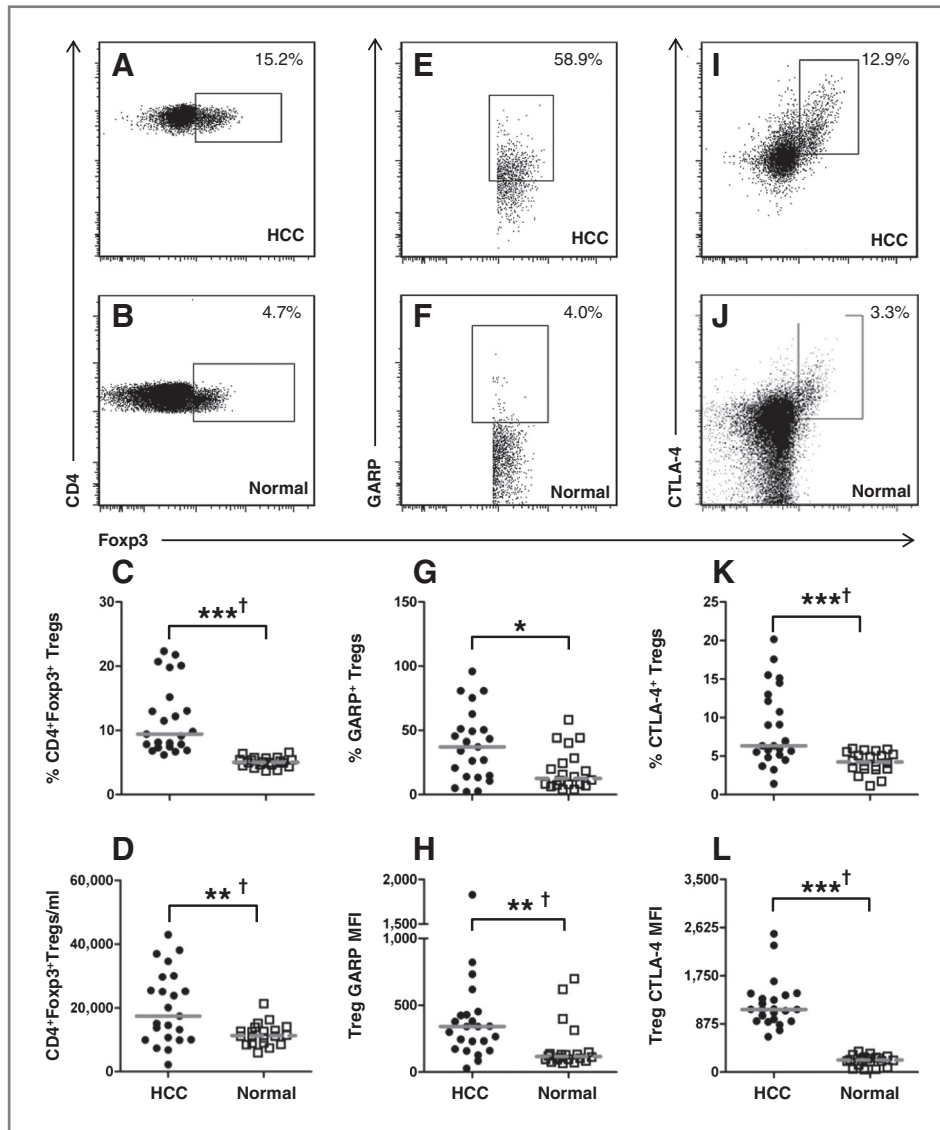 A
15.2%
HCC
E
58.9%
HCC
I
12.9%
HCC
B
4.7%
Normal
F
4.0%
Normal
J
3.3%
Normal
CD4
GARP
CTLA-4
Foxp3
C
% CD4⁺Foxp3⁺ Tregs
30
20
10
0
***†
G
% GARP⁺ Tregs
150
100
50
0
*
K
% CTLA-4⁺ Tregs
25
20
15
10
5
0
***†
D
CD4⁺Foxp3⁺Tregs/ml
60,000
40,000
20,000
0
** †
HCC Normal
H
Treg GARP MFI
2,000
1,500
1,000
500
0
** †
HCC Normal
L
Treg CTLA-4 MFI
3,500
2,625
1,750
875
0
***†
HCC Normal